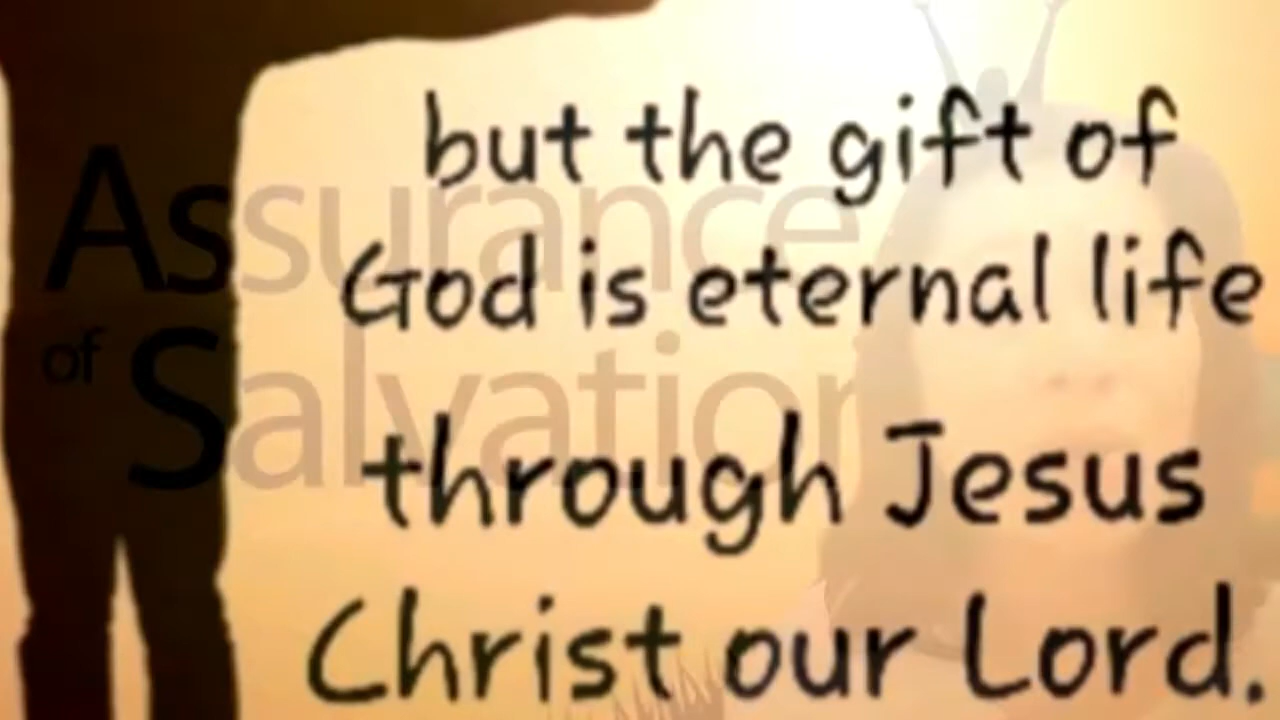 but the gift of
God is eternal life
through Jesus
Christ our Lord.
Assurance
of Salvation